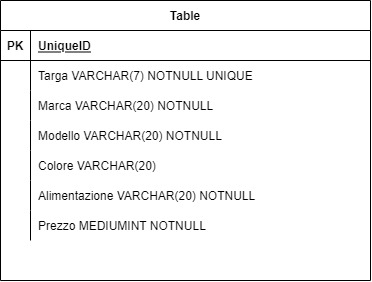 Table
PK UniqueID
Targa VARCHAR(7) NOTNULL UNIQUE
Marca VARCHAR(20) NOTNULL
Modello VARCHAR(20) NOTNULL
Colore VARCHAR(20)
Alimentazione VARCHAR(20) NOTNULL
Prezzo MEDIUMINT NOTNULL